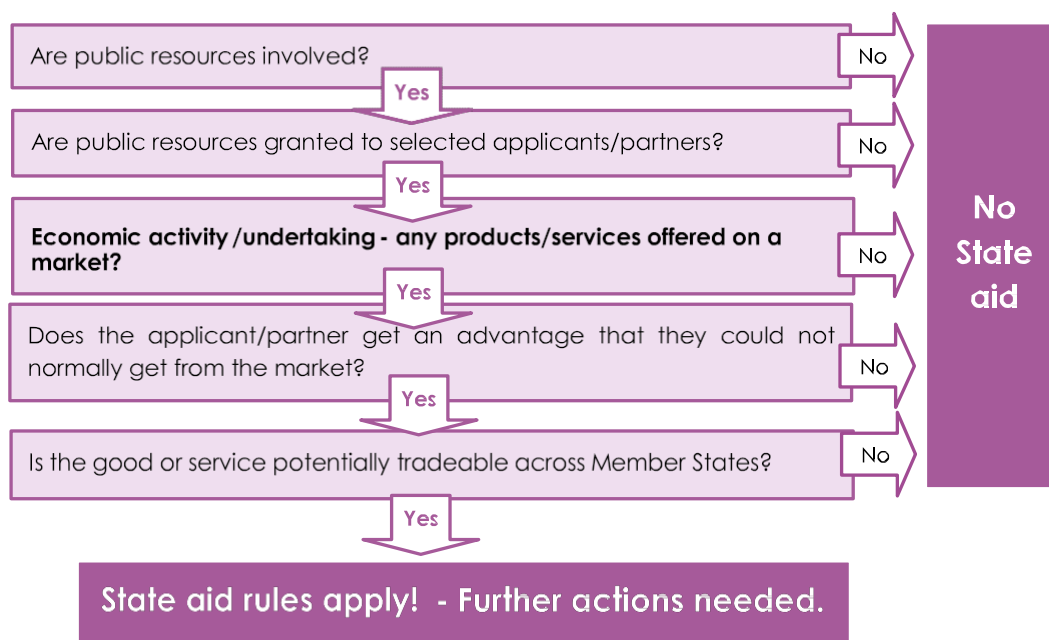 Are public resources involved?
No
Yes
Are public resources granted to selected applicants/partners?
No
Yes
Economic activity/undertaking - any products/services offered on a
market?
No
Yes
Does the applicant/partner get an advantage that they could not
normally get from the market?
No
Yes
Is the good or service potentially tradeable across Member States?
No
Yes
No
State
aid
State aid rules apply! - Further actions needed.